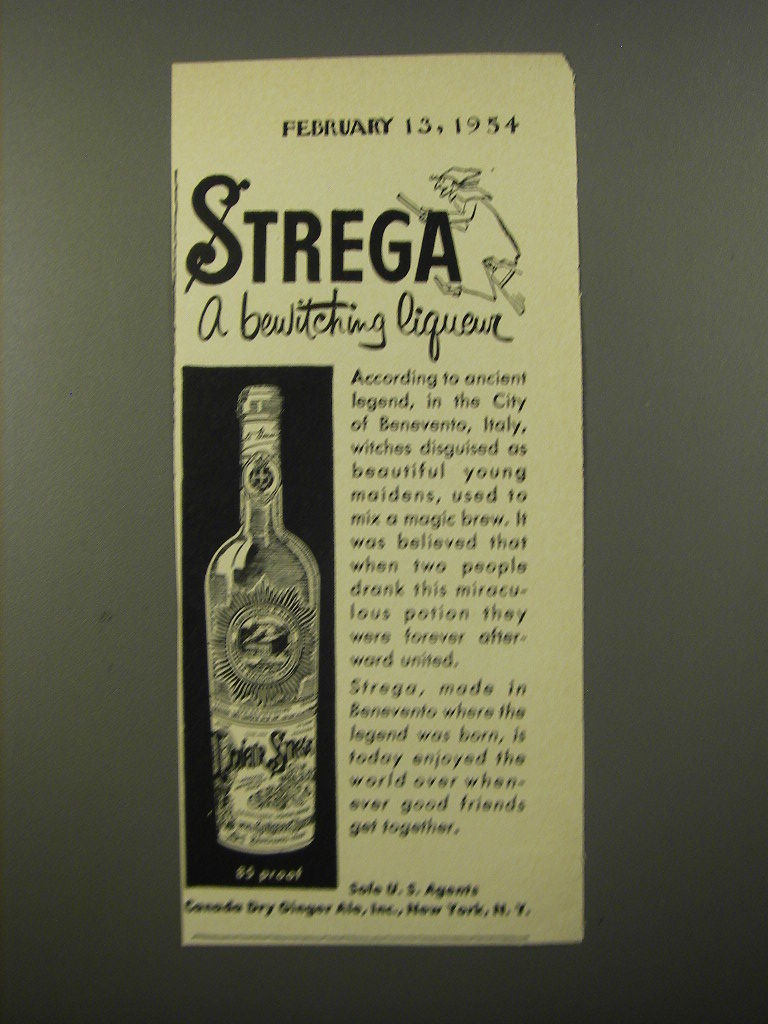 FEBRUARY 13, 1954
STREGA
A bewitching liqueur
According to ancient
legend, in the City
of Benevento, Italy,
witches disguised as
beautiful young
maidens, used to
mix a magic brew. It
was believed that
when two people
drank this miracu-
lous potion they
were forever after-
ward united.
Strega, made in
Benevento where the
legend was born, is
today enjoyed the
world over when-
ever good friends
get together.
85 proof
Sole U. S. Agents
Canada Dry Ginger Ale, Inc., New York, N. Y.